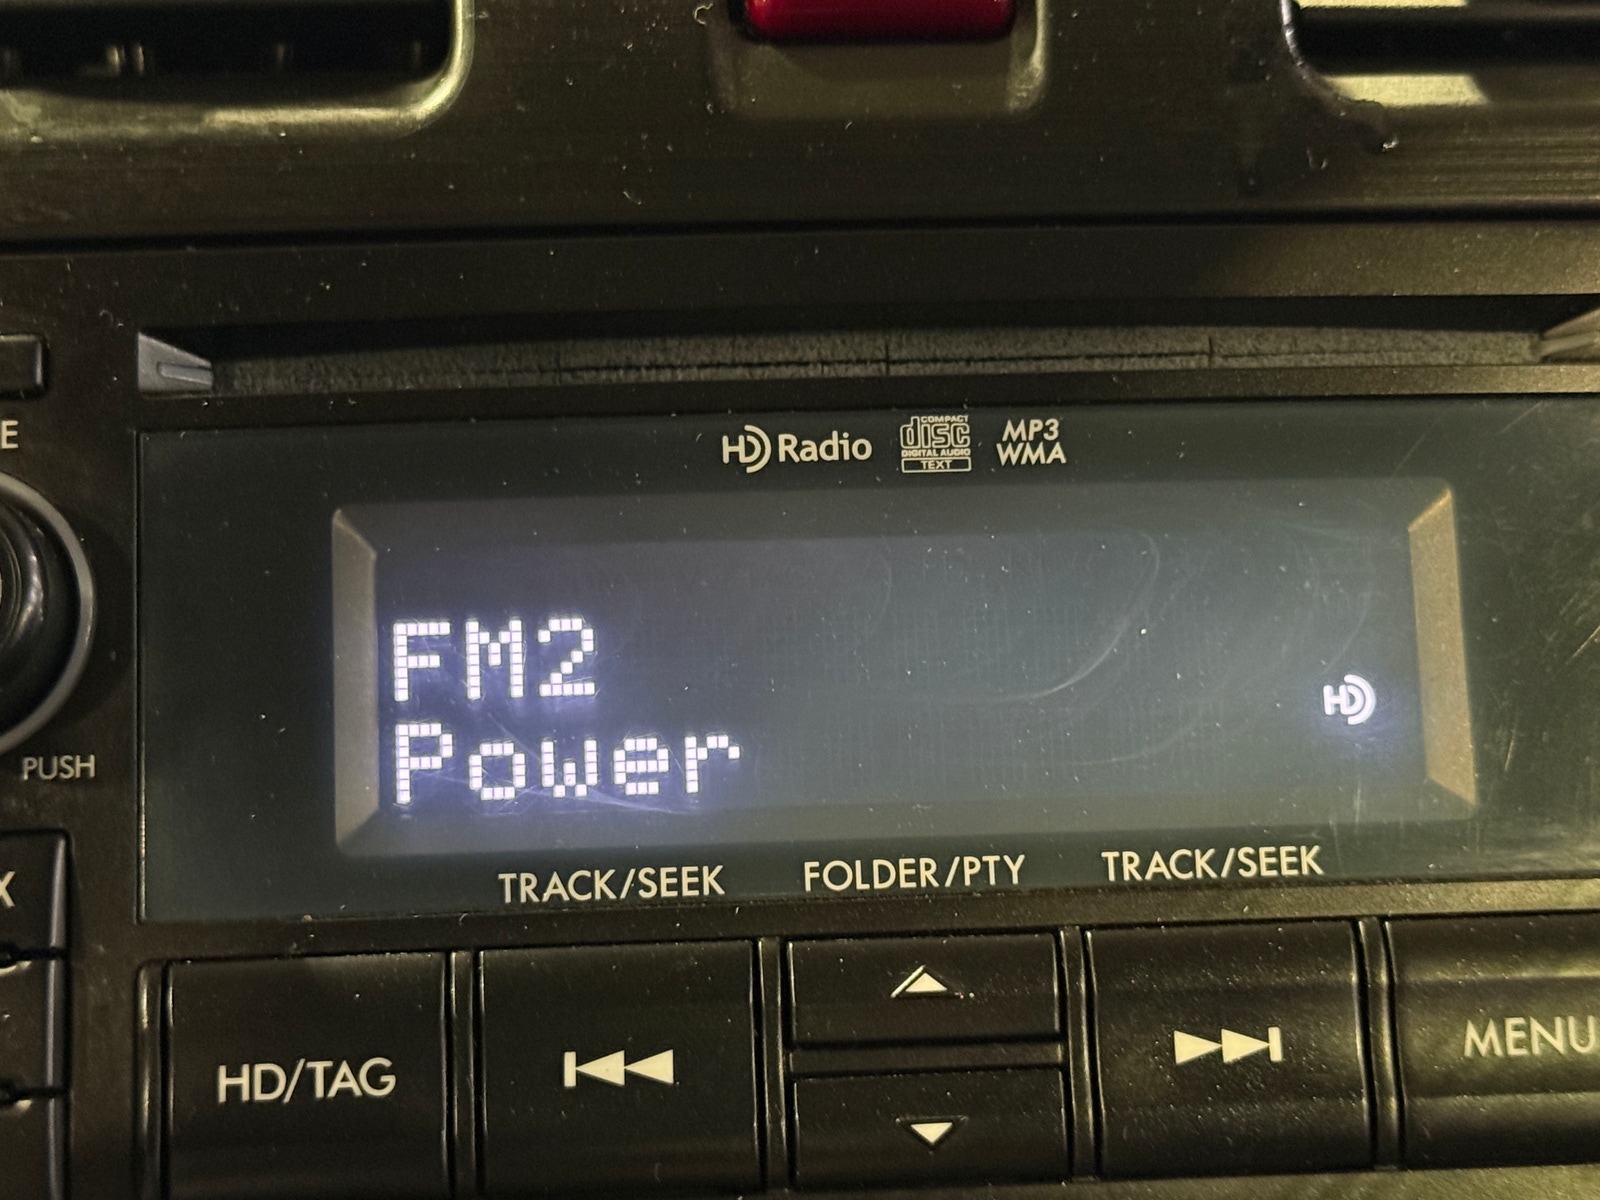 HD Radio
COMPACT
disc
DIGITAL AUDIO
TEXT
MP3
WMA
FM2
HD
Power
PUSH
TRACK/SEEK
FOLDER/PTY
TRACK/SEEK
HD/TAG
MENU